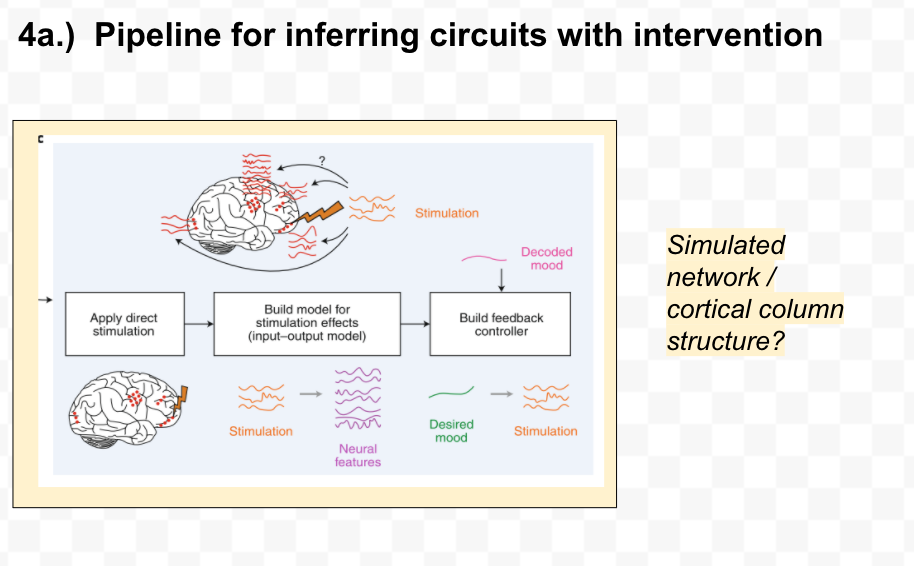 4a.) Pipeline for inferring circuits with intervention
c
?
Stimulation
Decoded
mood
Apply direct
stimulation
Build model for
stimulation effects
(input–output model)
Build feedback
controller
Stimulation
Neural
features
Desired
mood
Stimulation
Simulated
network /
cortical column
structure?